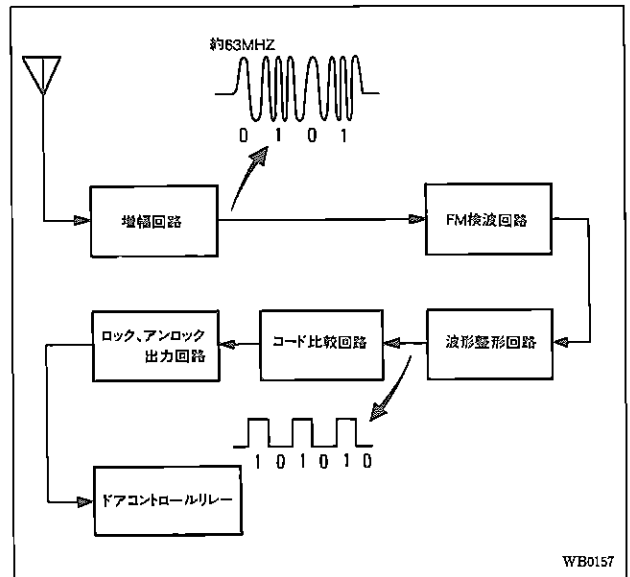 約63MHZ
0 1 0 1
増幅回路
FM検波回路
ロック、アンロック
出力回路
コード比較回路
波形整形回路
1 0 1 0 1 0
ドアコントロールリレー
WB0157